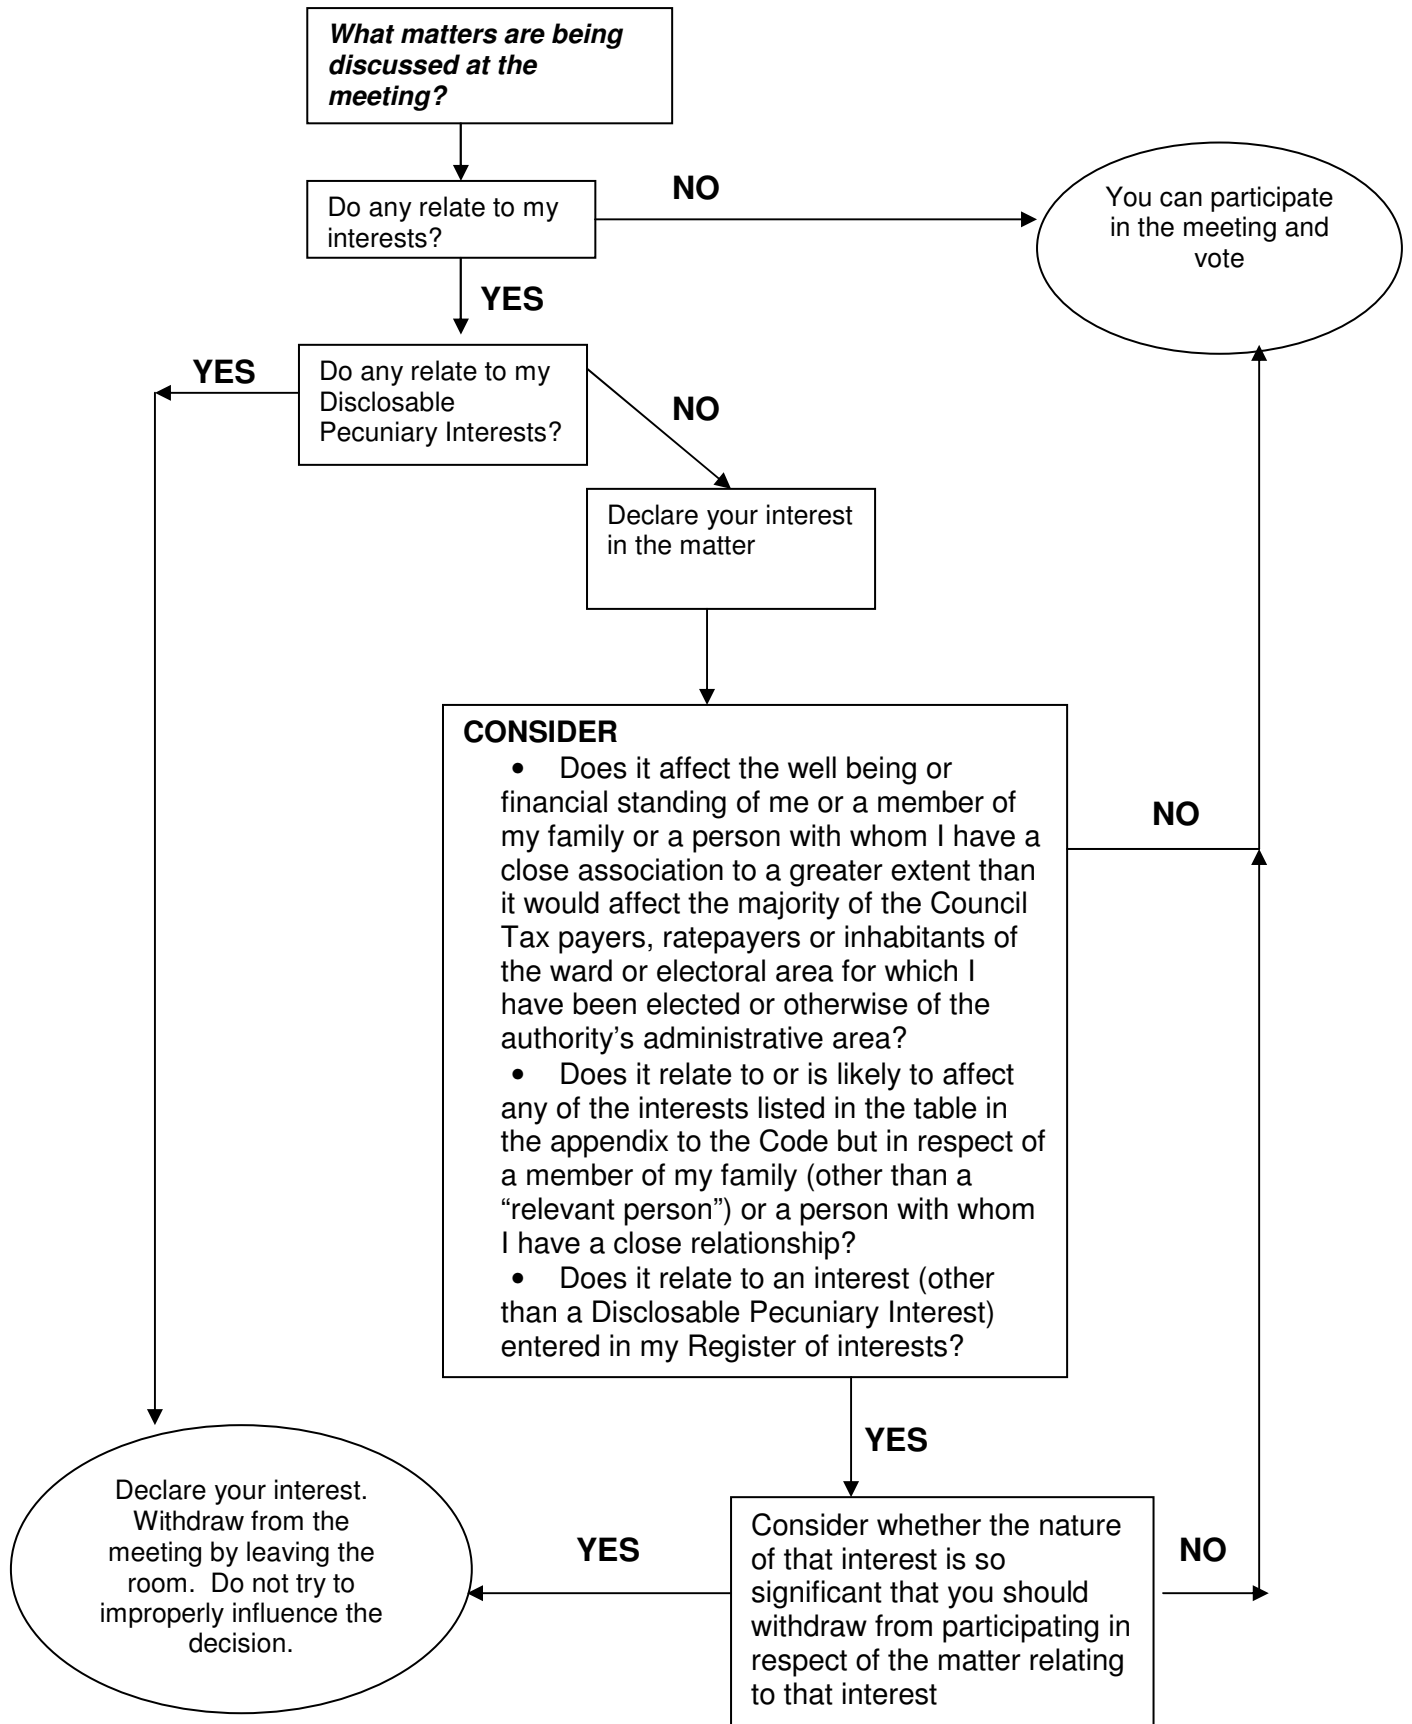 What matters are being
discussed at the
meeting?
Do any relate to my
interests?
NO
You can participate
in the meeting and
vote
YES
Do any relate to my
Disclosable
Pecuniary Interests?
YES
NO
Declare your interest
in the matter
CONSIDER
• Does it affect the well being or
financial standing of me or a member of
my family or a person with whom I have a
close association to a greater extent than
it would affect the majority of the Council
Tax payers, ratepayers or inhabitants of
the ward or electoral area for which I
have been elected or otherwise of the
authority’s administrative area?
• Does it relate to or is likely to affect
any of the interests listed in the table in
the appendix to the Code but in respect of
a member of my family (other than a
“relevant person”) or a person with whom
I have a close relationship?
• Does it relate to an interest (other
than a Disclosable Pecuniary Interest)
entered in my Register of interests?
NO
YES
Declare your interest.
Withdraw from the
meeting by leaving the
room. Do not try to
improperly influence the
decision.
YES
Consider whether the nature
of that interest is so
significant that you should
withdraw from participating in
respect of the matter relating
to that interest
NO